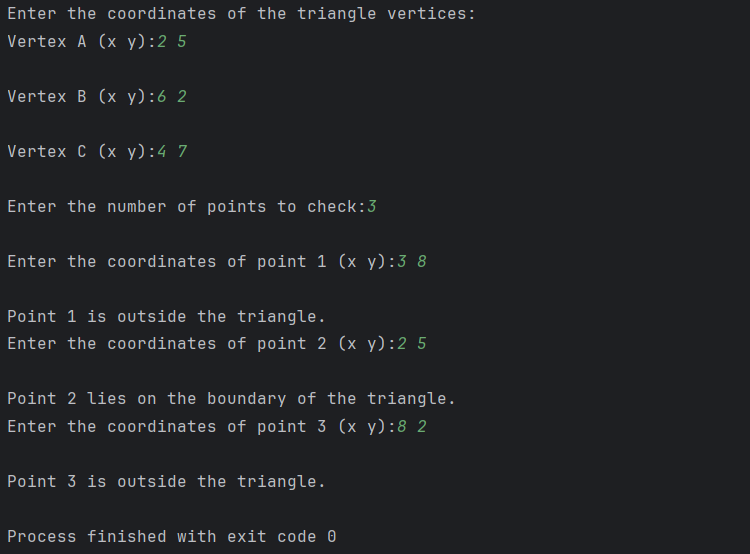 Enter the coordinates of the triangle vertices:
Vertex A (x y):2 5
Vertex B (x y):6 2
Vertex C (x y):4 7
Enter the number of points to check:3
Enter the coordinates of point 1 (x y):3 8
Point 1 is outside the triangle.
Enter the coordinates of point 2 (x y):2 5
Point 2 lies on the boundary of the triangle.
Enter the coordinates of point 3 (x y):8 2
Point 3 is outside the triangle.
Process finished with exit code 0